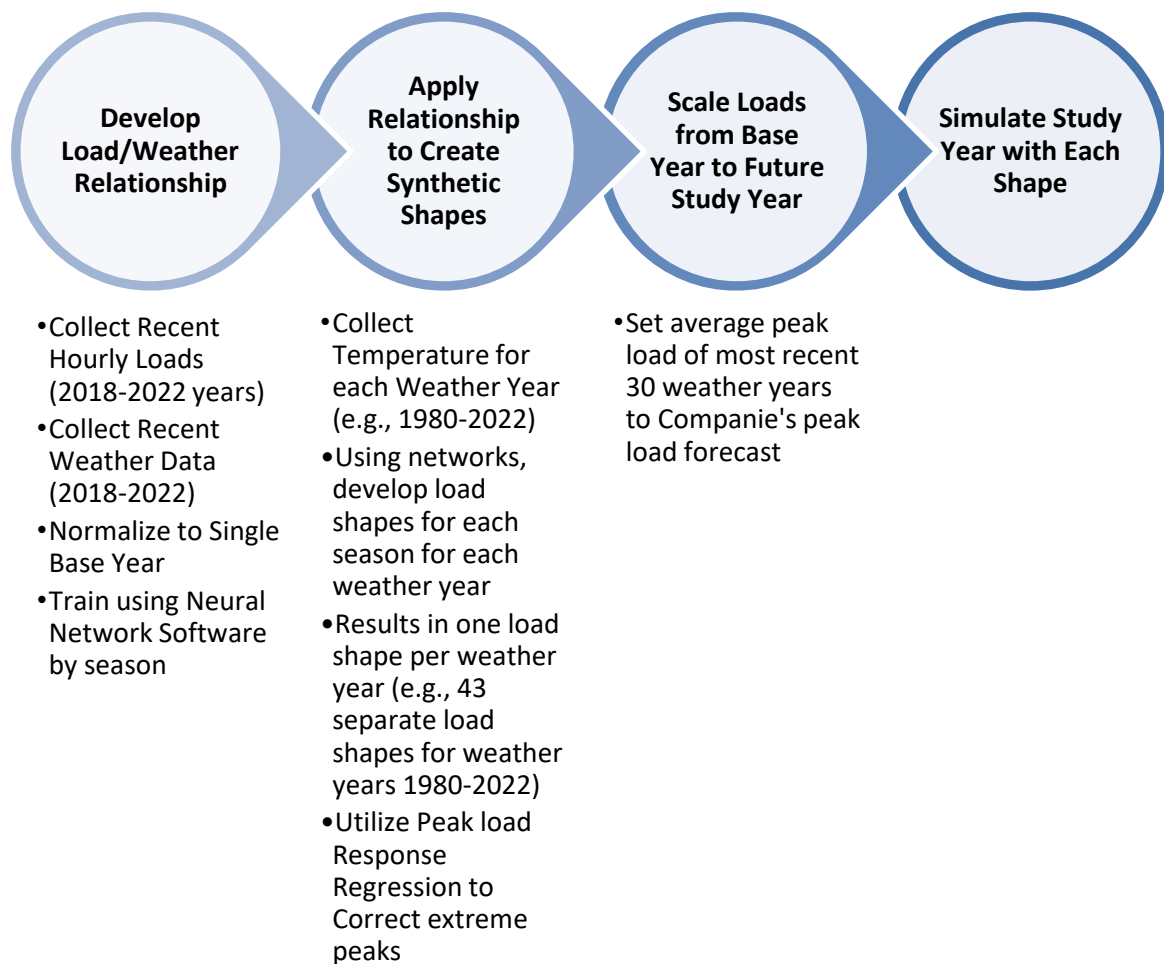 Develop
Load/Weather
Relationship
Apply
Relationship
to Create
Synthetic
Shapes
Scale Loads
from Base
Year to Future
Study Year
Simulate Study
Year with Each
Shape
•Collect Recent
Hourly Loads
(2018-2022 years)
•Collect Recent
Weather Data
(2018-2022)
•Normalize to Single
Base Year
•Train using Neural
Network Software
by season
•Collect
Temperature for
each Weather Year
(e.g., 1980-2022)
•Using networks,
develop load
shapes for each
season for each
weather year
•Results in one load
shape per weather
year (e.g., 43
separate load
shapes for weather
years 1980-2022)
•Utilize Peak load
Response
Regression to
Correct extreme
peaks
•Set average peak
load of most recent
30 weather years
to Companie's peak
load forecast